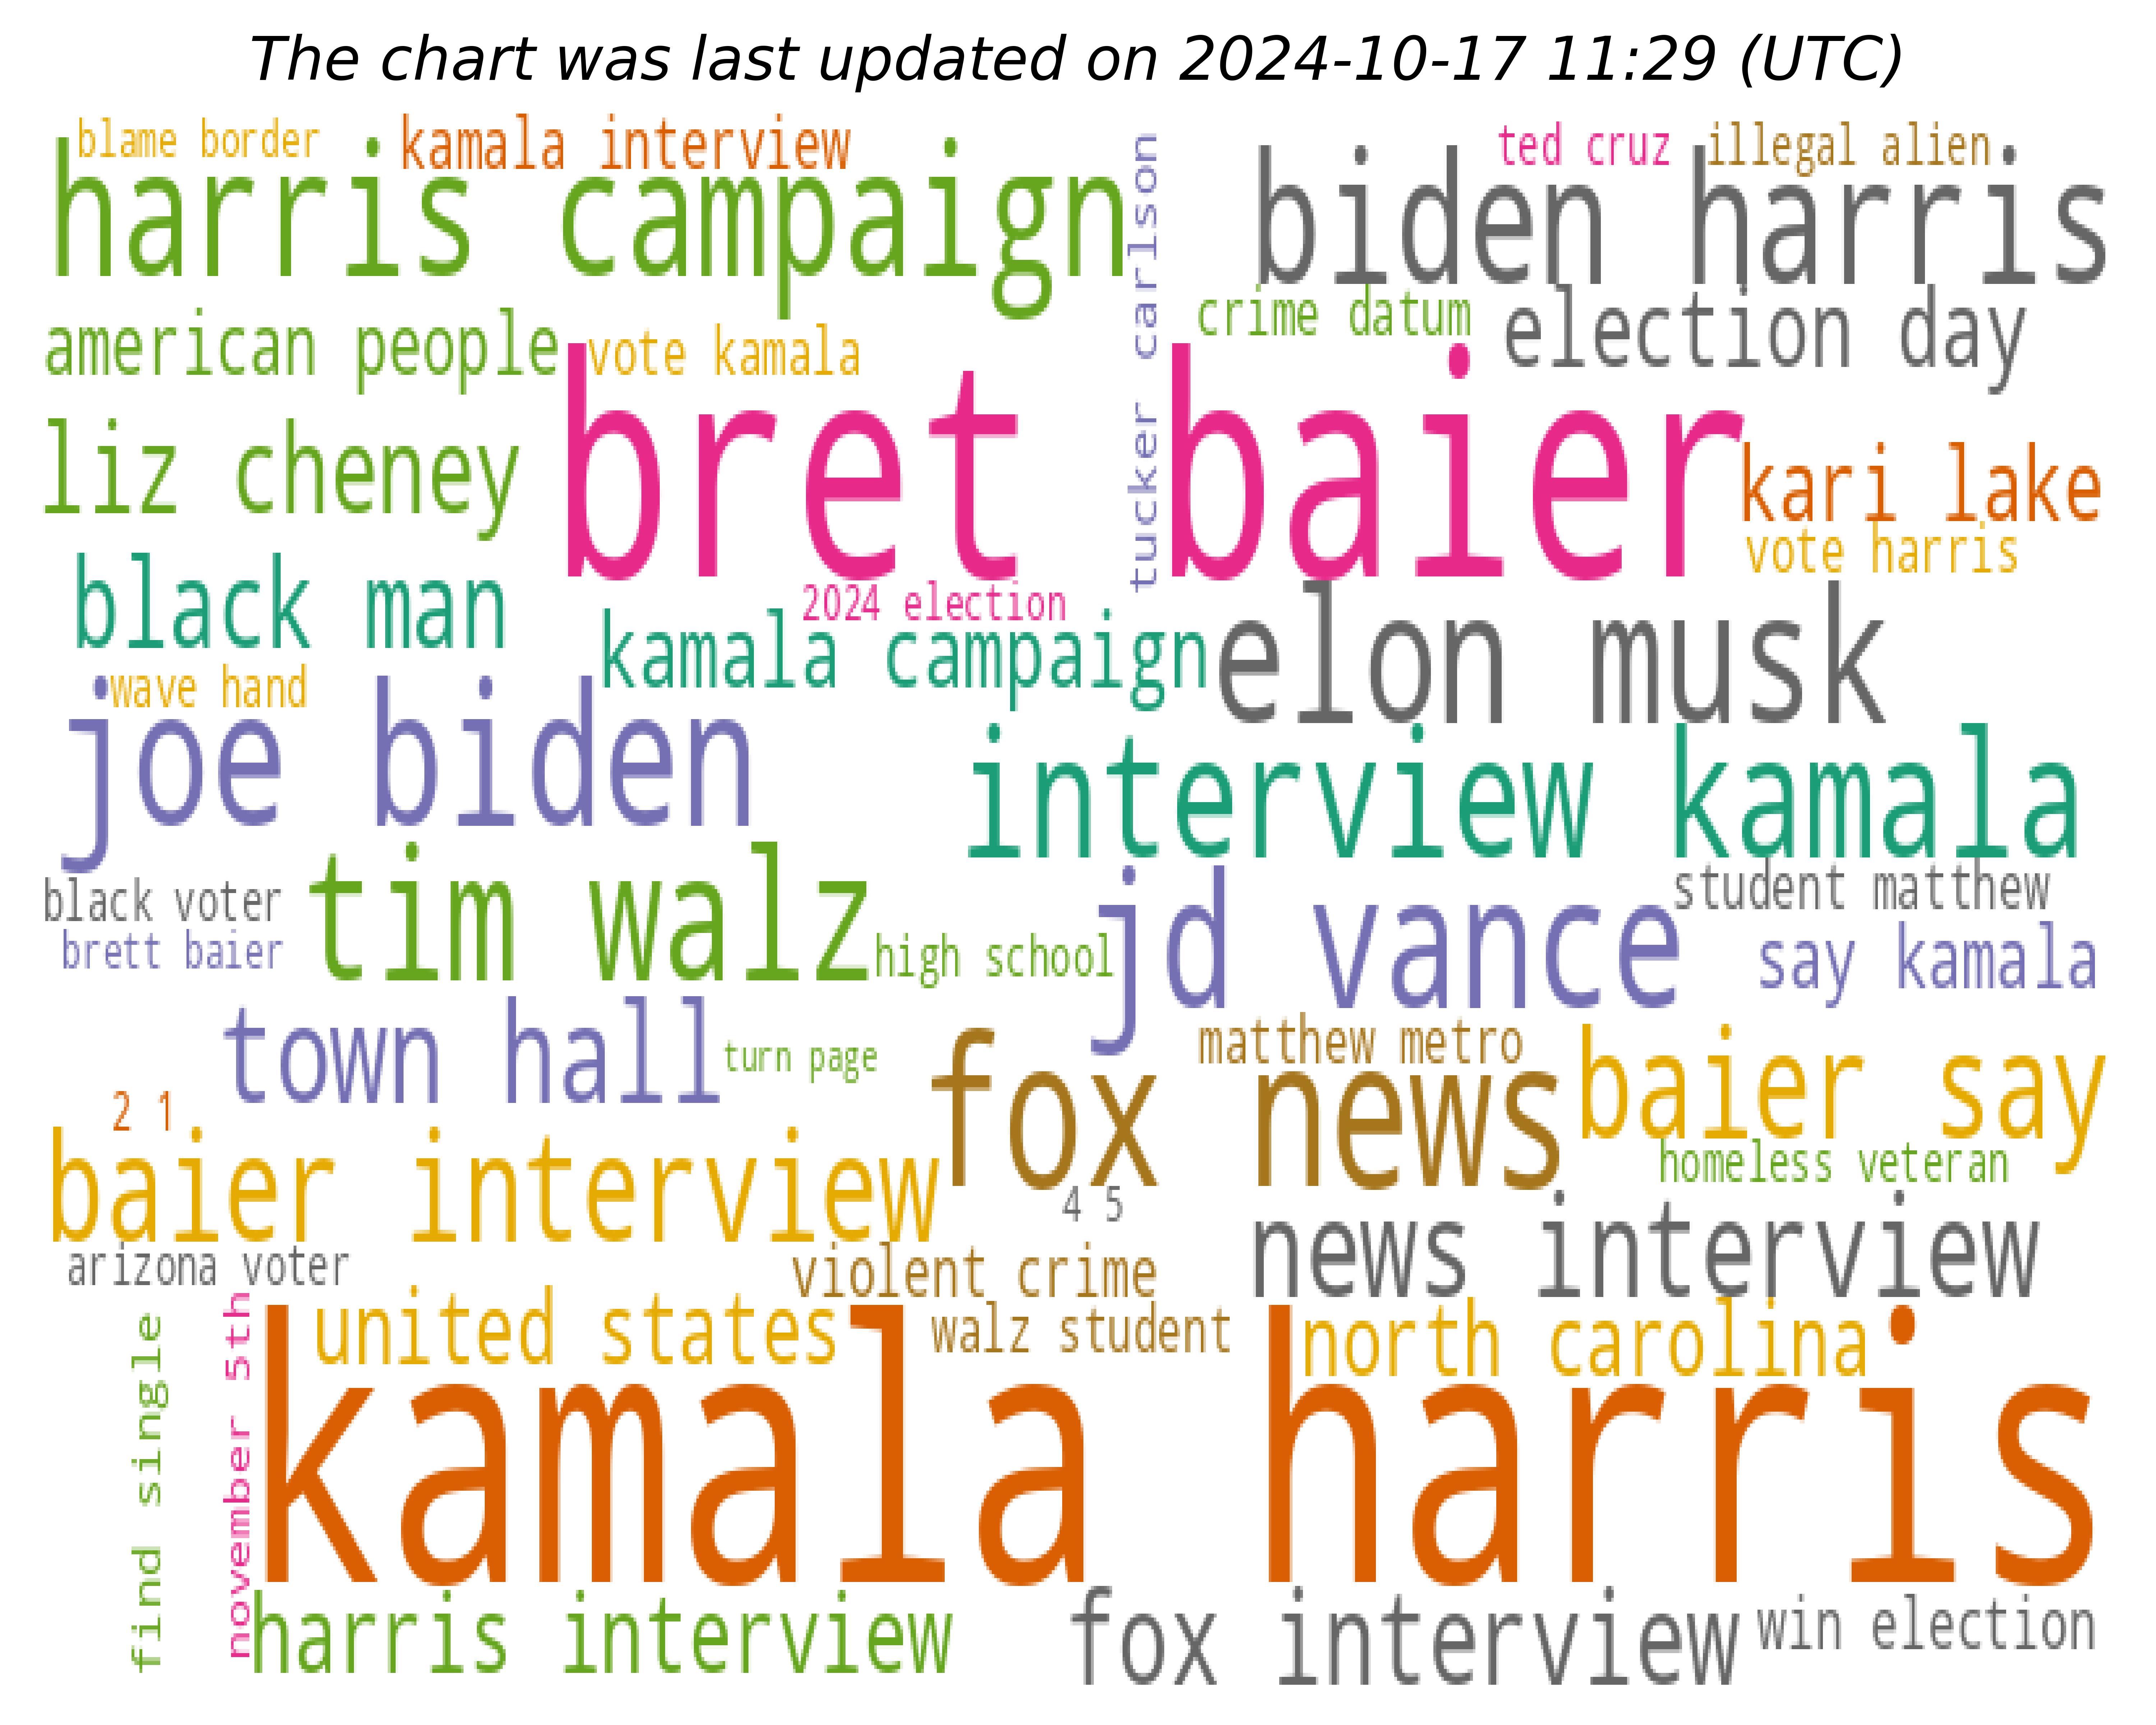 The chart was last updated on 2024-10-17 11:29 (UTC)
blame border
kamala interview
ted cruz
illegal alien
harris campaign
tucker carlson
biden harris
crime datum
election day
american people
vote kamala
bret baier
liz cheney
kari lake
vote harris
black man
2024 election
kamala campaign
elon musk
wave hand
joe biden
interview kamala
black voter
tim walz
student matthew
brett baier
high school
jd vance
say kamala
town hall
turn page
matthew metro
fox news
baier say
2 1
baier interview
homeless veteran
4 5
news interview
arizona voter
violent crime
find single
november 5th
united states
walz student
north carolina
kamala harris
harris interview
fox interview
win election